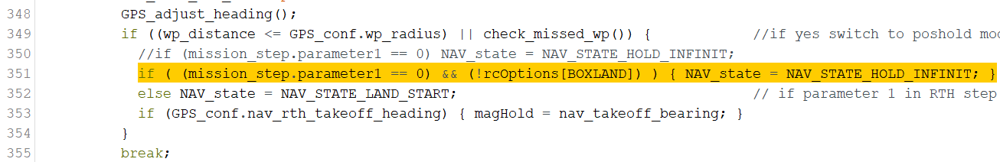 348 GPS_adjust_heading();
349 if ((wp_distance <= GPS_conf.wp_radius) || check_missed_wp()) { //if yes switch to poshold
350 //if (mission_step.parameter1 == 0) NAV_state = NAV_STATE_HOLD_INFINIT;
351 if ( (mission_step.parameter1 == 0) && (!rcOptions[BOXLAND]) ) { NAV_state = NAV_STATE_HOLD_INFINIT; }
352 else NAV_state = NAV_STATE_LAND_START; // if parameter 1 in RTH step
353 if (GPS_conf.nav_rth_takeoff_heading) { magHold = nav_takeoff_bearing; }
354 }
355 break;